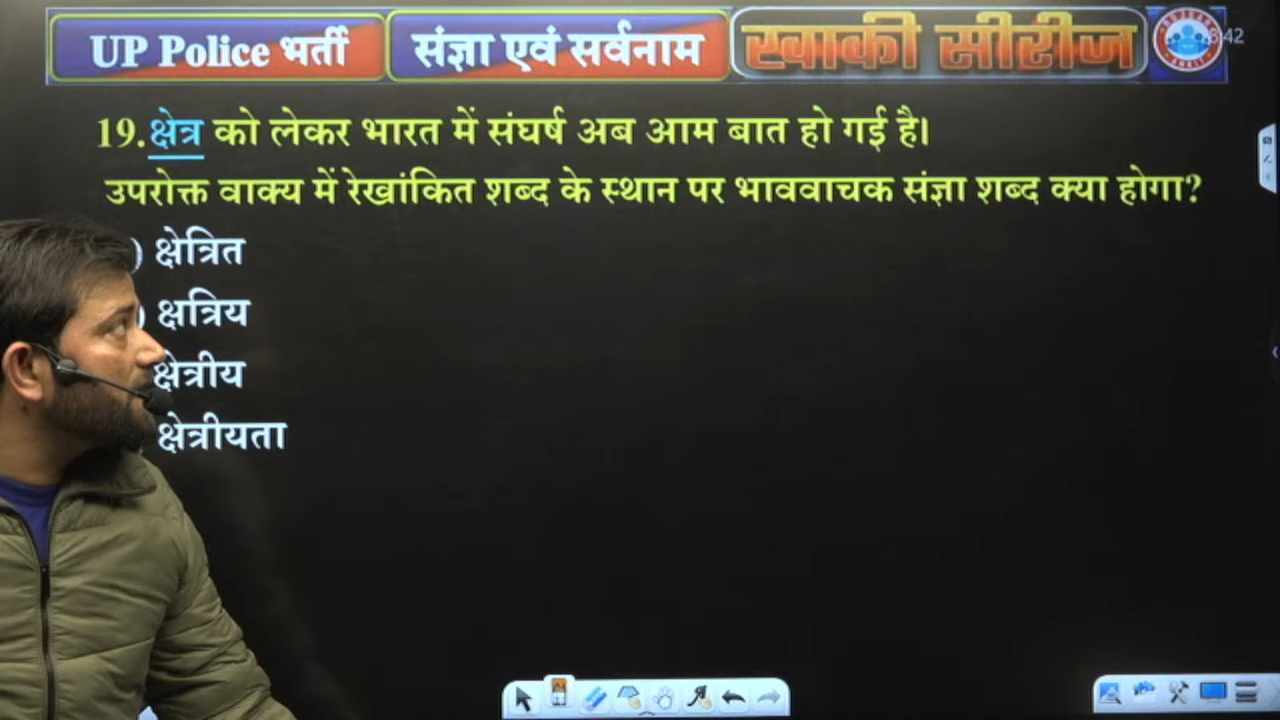 UP Police भर्ती
संज्ञा एवं सर्वनाम
खाकी सीरीज
19.क्षेत्र को लेकर भारत में संघर्ष अब आम बात हो गई है।
उपरोक्त वाक्य में रेखांकित शब्द के स्थान पर भाववाचक संज्ञा शब्द क्या होगा?
) क्षेत्रित
) क्षत्रिय
क्षेत्रीय
क्षेत्रीयता